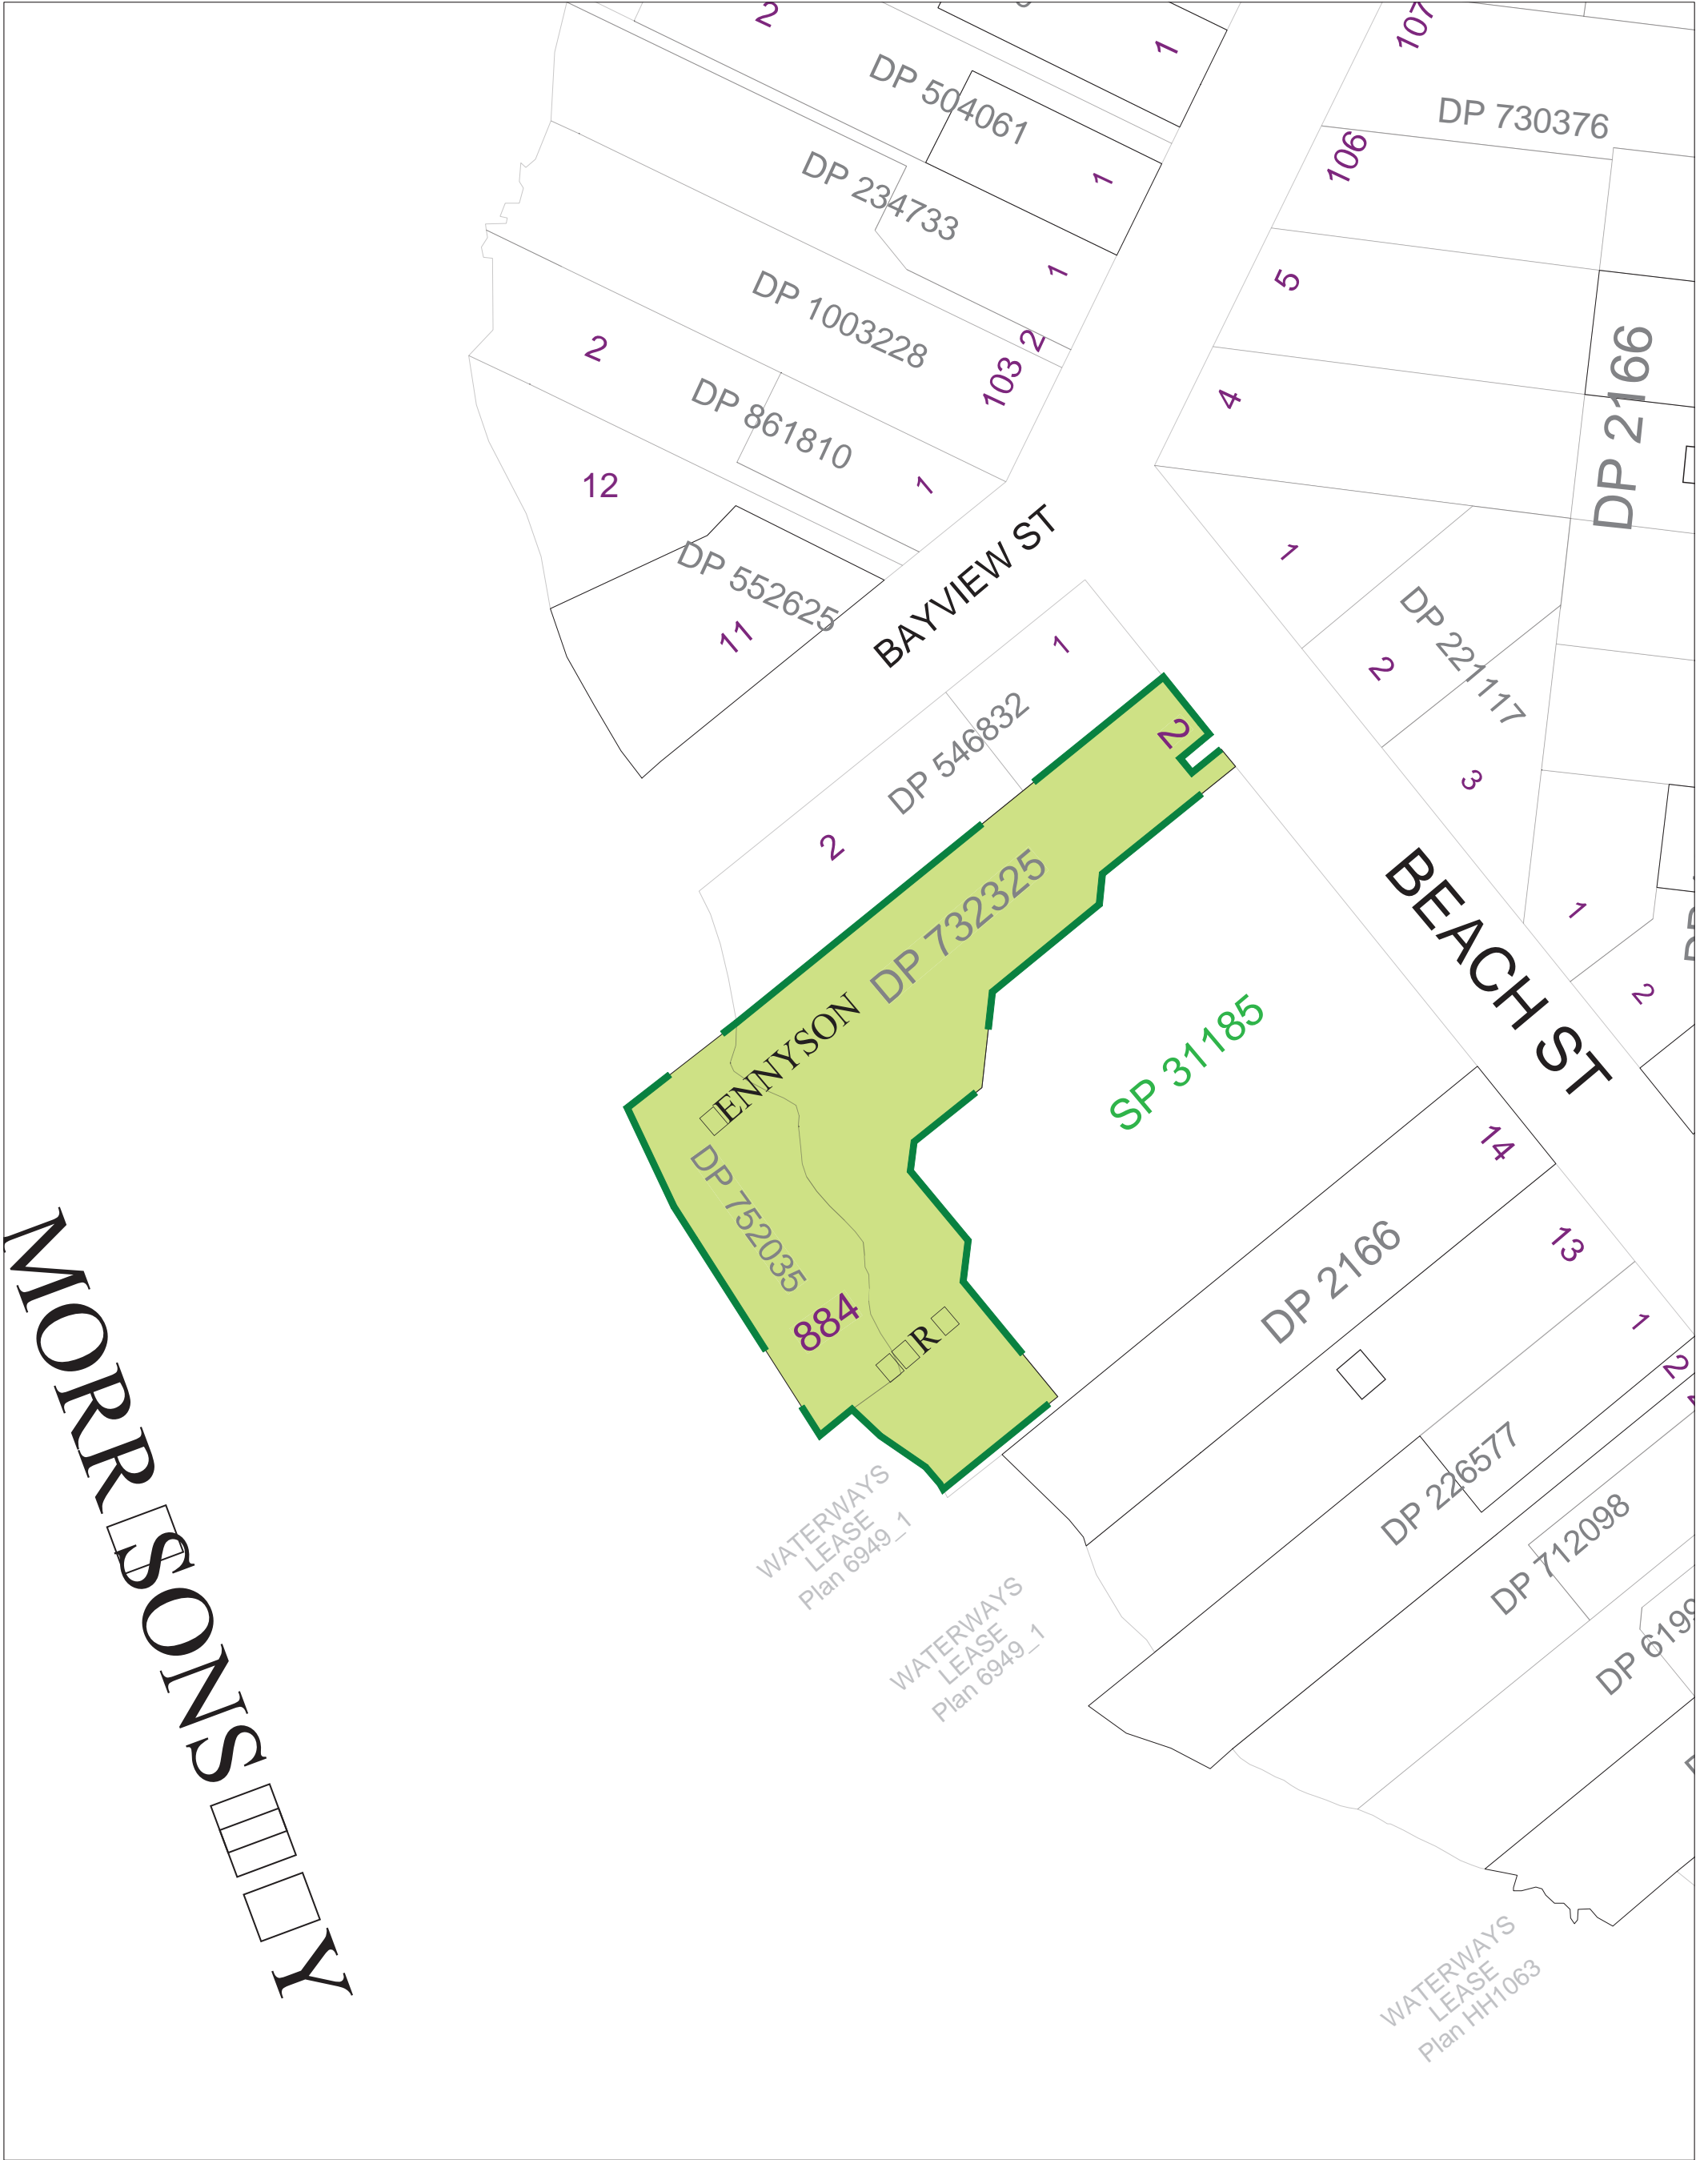 2
1
107
DP 504061
DP 730376
106
1
DP 234733
1
5
DP 1003228
2
103
2
4
DP 2166
DP 861810
12
1
BAYVIEW ST
DP 552625
11
1
1
DP 221117
2
2
3
DP 546832
2
DP 732325
BEACH ST
1
2
ENNYSON
SP 31185
DP 752035
884
R
14
13
DP 2166
1
2
MORR SONS Y
DP 226577
DP 712098
WATERWAYS
LEASE
Plan 6949_1
WATERWAYS
LEASE
Plan 6949_1
DP 6199
WATERWAYS
LEASE
Plan HH1063